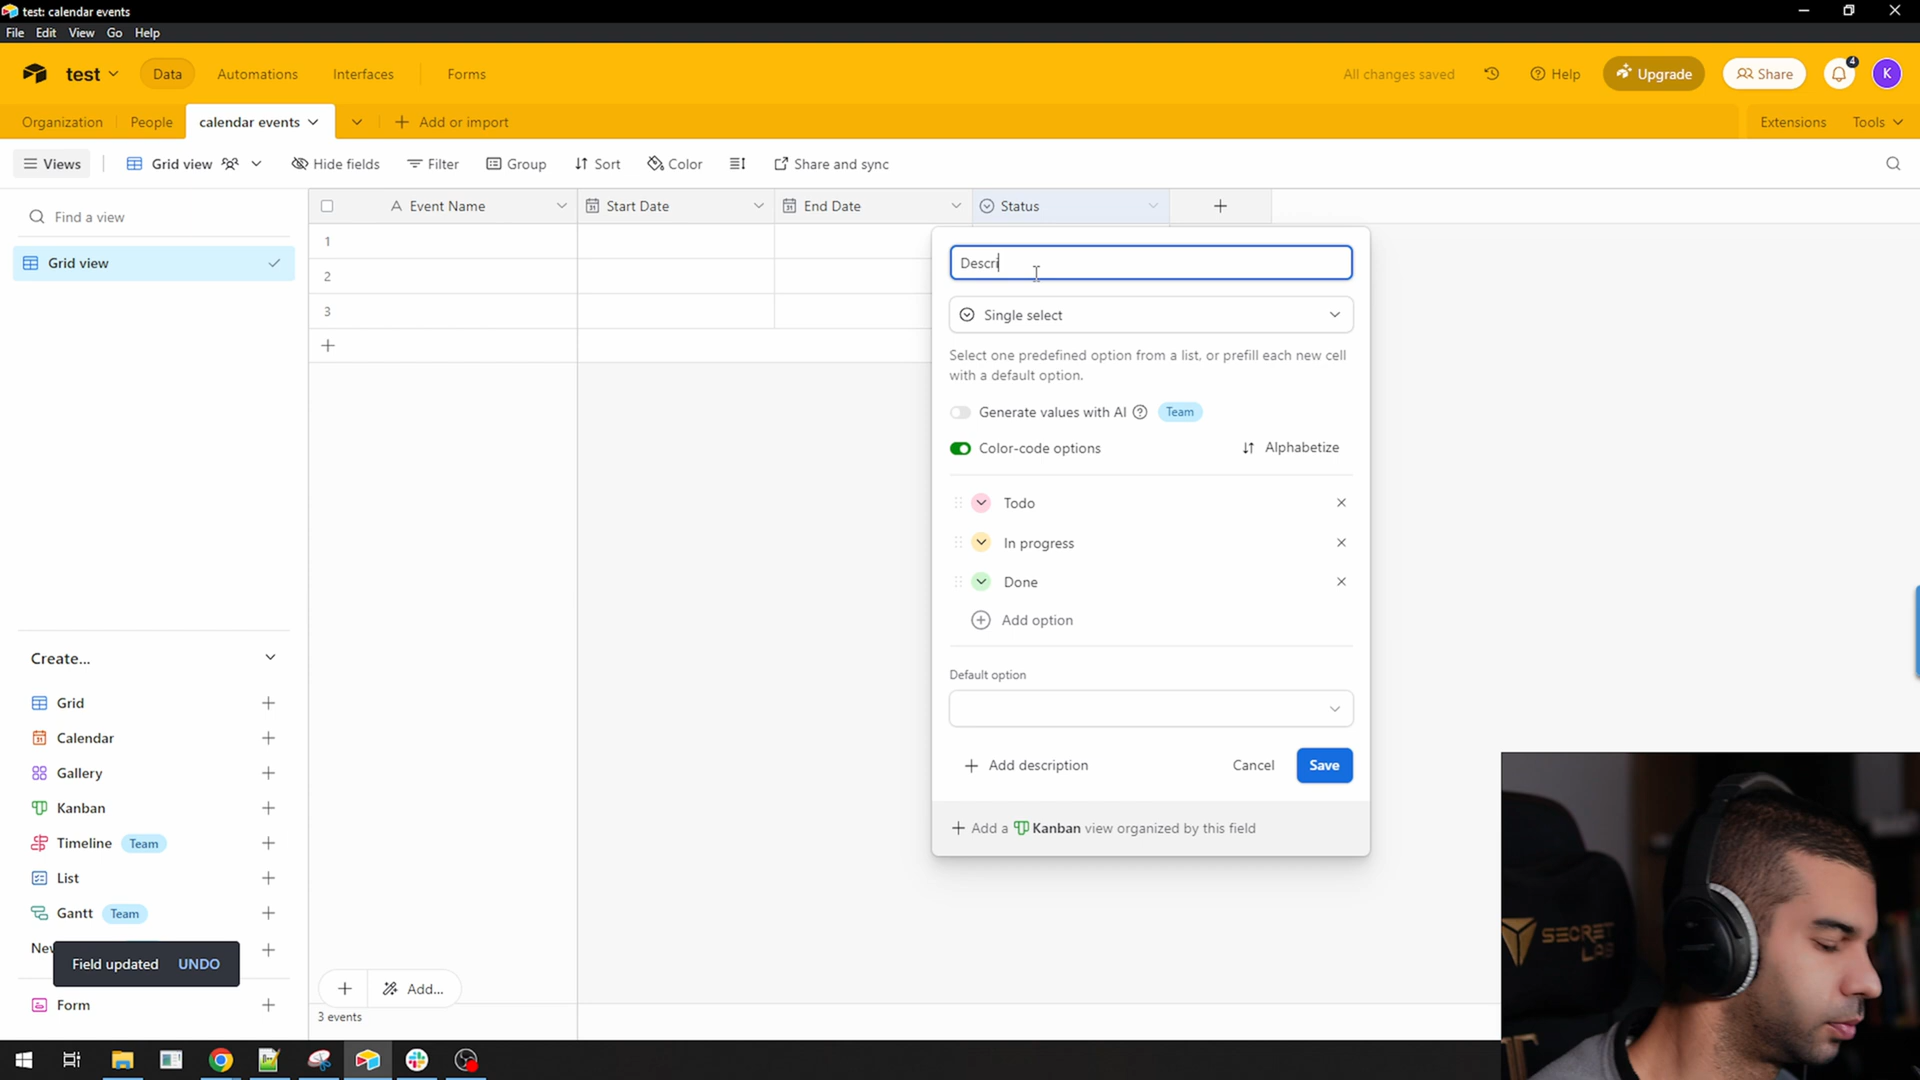 test: calendar events
File Edit View Go Help
test Data Automations Interfaces Forms All changes saved Help Upgrade Share 4 K
Organization People calendar events Add or import Extensions Tools
Views Grid view Hide fields Filter Group Sort Color Share and sync
Find a view
Grid view
A Event Name Start Date End Date Status
1
2
3
Descri
Single select
Select one predefined option from a list, or prefill each new cell
with a default option.
Generate values with AI Team
Color-code options Alphabetize
Todo
In progress
Done
Add option
Default option
Add description Cancel Save
Add a Kanban view organized by this field
Create...
Grid
Calendar
Gallery
Kanban
Timeline Team
List
Gantt Team
Field updated UNDO
Form
Add...
3 events
SECRET
LAB